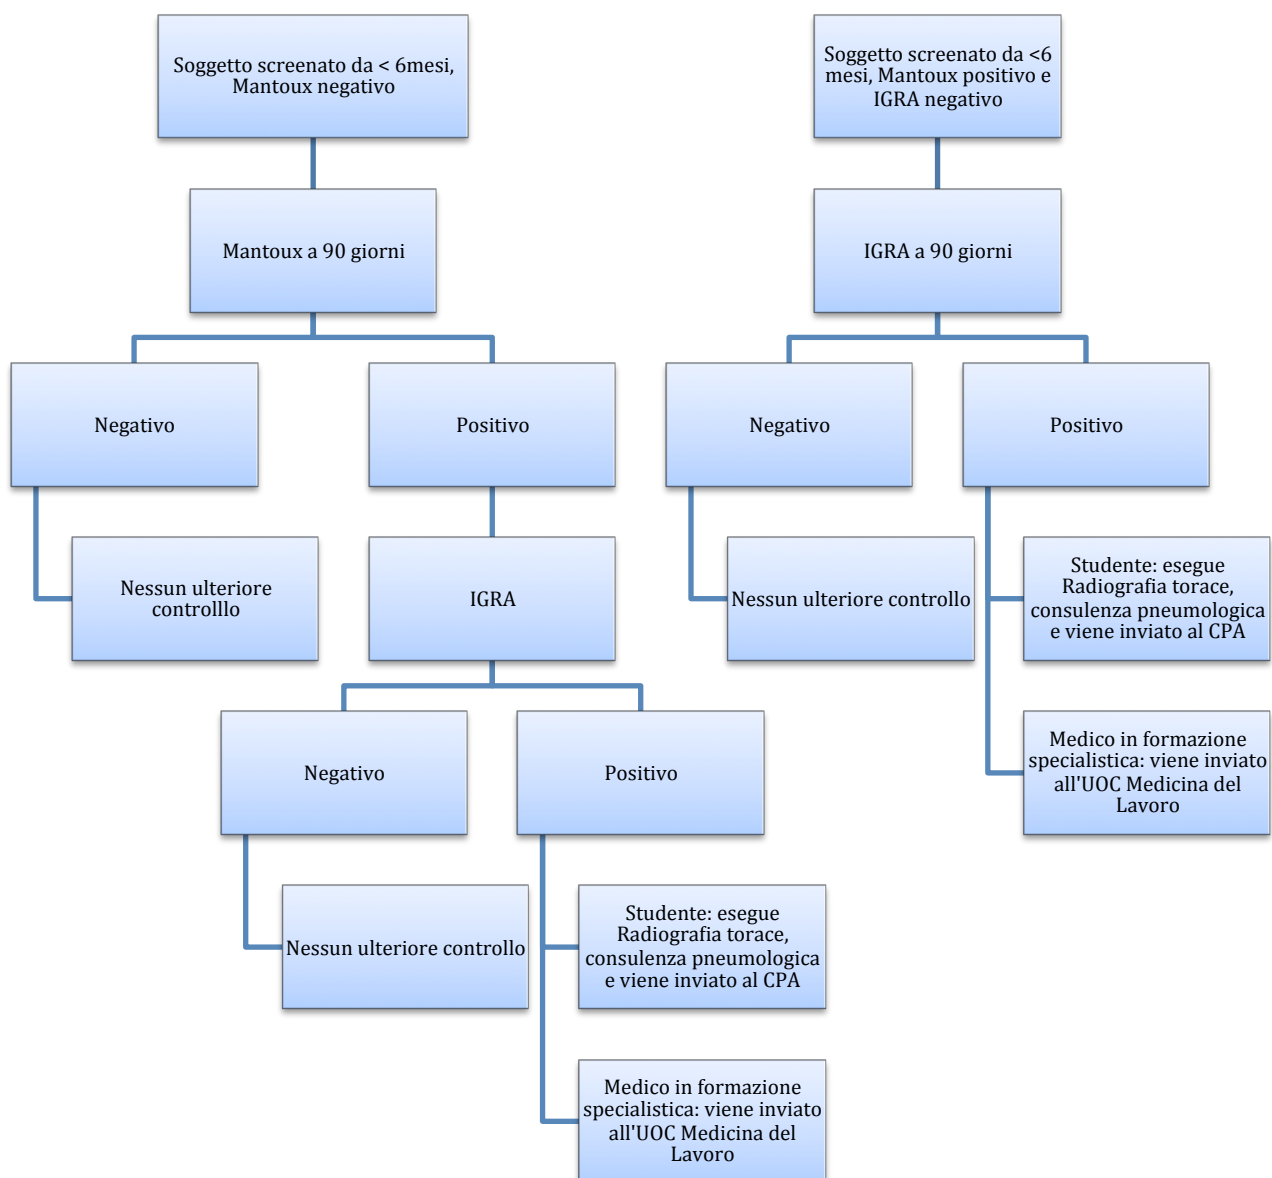 Soggetto screenato da < 6mesi,
Mantoux negativo
Mantoux a 90 giorni
Negativo
Nessun ulteriore
controlllo
Positivo
IGRA
Negativo
Nessun ulteriore controllo
Positivo
Studente: esegue
Radiografia torace,
consulenza pneumologica
e viene inviato al CPA
Medico in formazione
specialistica: viene inviato
all'UOC Medicina del
Lavoro
Soggetto screenato da <6
mesi, Mantoux positivo e
IGRA negativo
IGRA a 90 giorni
Negativo
Nessun ulteriore controllo
Positivo
Studente: esegue
Radiografia torace,
consulenza pneumologica
e viene inviato al CPA
Medico in formazione
specialistica: viene inviato
all'UOC Medicina del
Lavoro